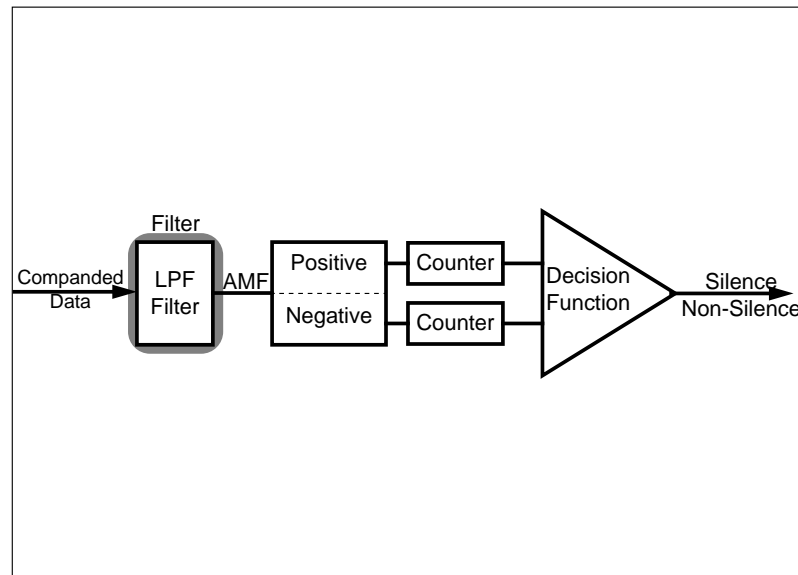 Filter
Companded
Data
LPF
Filter
AMF
Positive
Negative
Counter
Counter
Decision
Function
Silence
Non-Silence